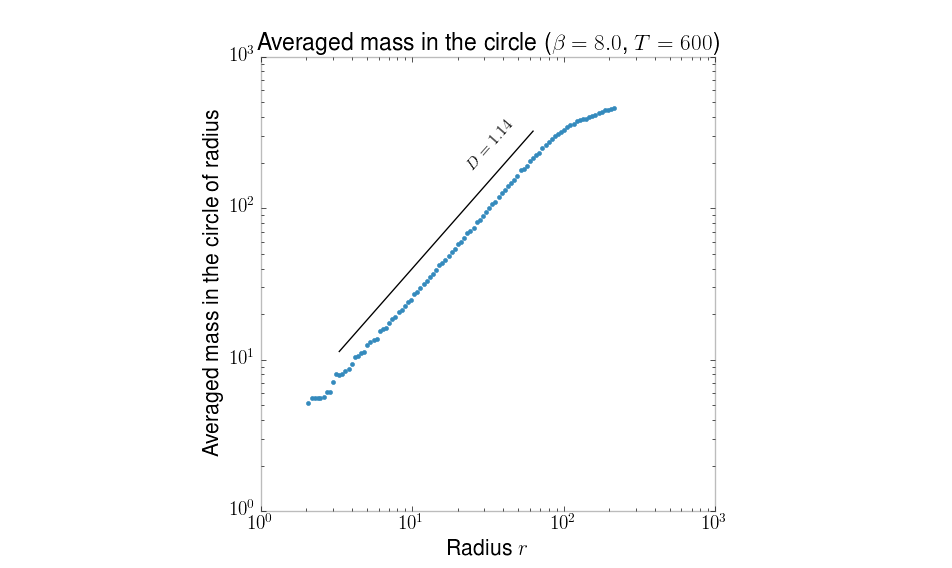 Averaged mass in the circle (β = 8.0, T = 600)
10³
D = 1.14
10²
Averaged mass in the circle of radius
10¹
10⁰
10⁰ 10¹ 10² 10³
Radius r